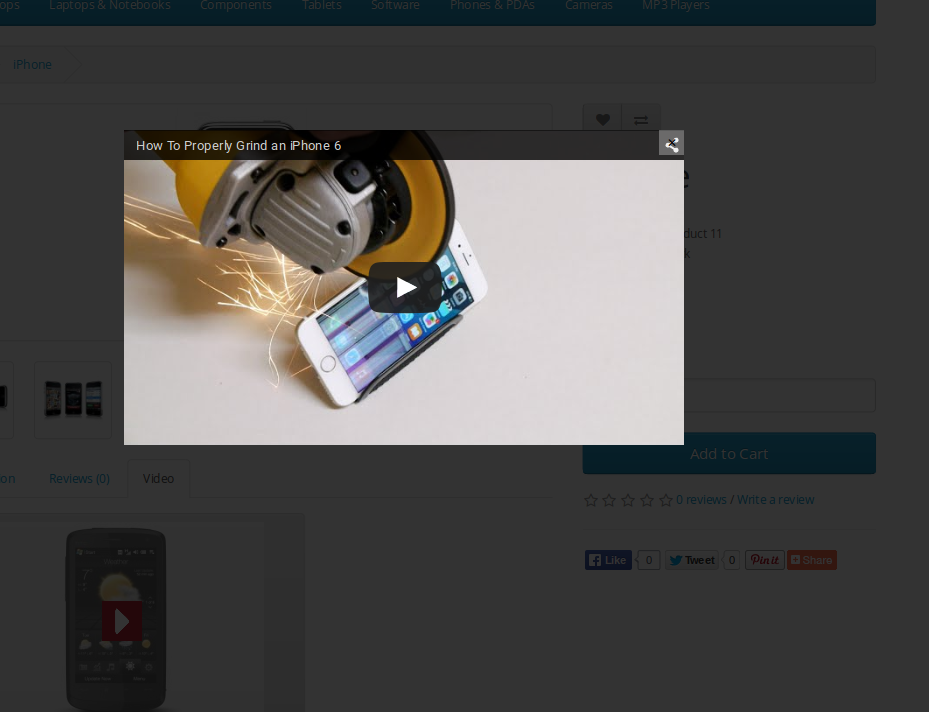 ops Laptops & Notebooks Components Tablets Software Phones & PDAs Cameras MP3 Players
iPhone
How To Properly Grind an iPhone 6
e
duct 11
k
Add to Cart
on Reviews (0) Video
0 reviews / Write a review
Like 0 Tweet 0 Pin it Share